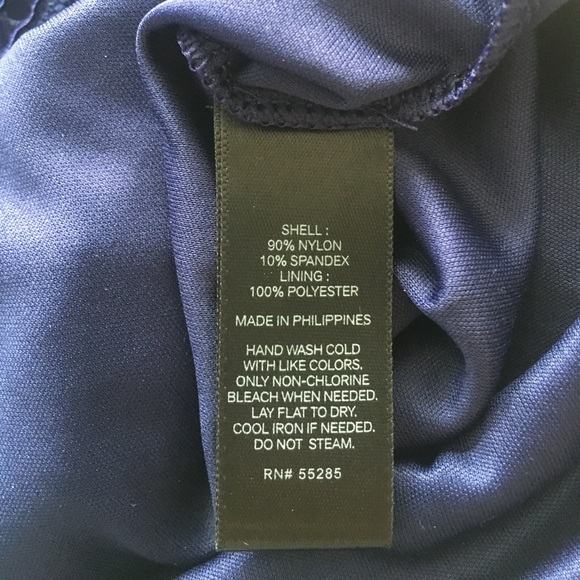 SHELL :
90% NYLON
10% SPANDEX
LINING :
100% POLYESTER
MADE IN PHILIPPINES
HAND WASH COLD
WITH LIKE COLORS.
ONLY NON-CHLORINE
BLEACH WHEN NEEDED.
LAY FLAT TO DRY.
COOL IRON IF NEEDED.
DO NOT STEAM.
RN# 55285